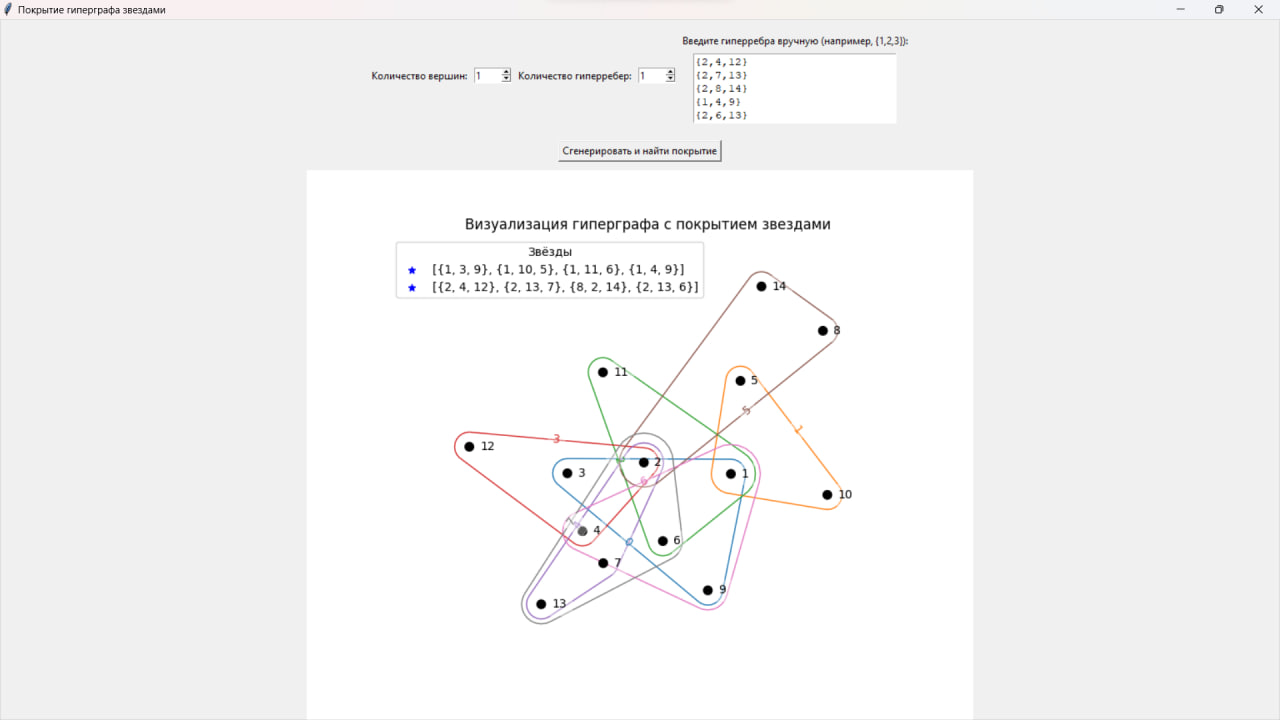 Покрытие гиперграфа звездами
Введите гиперребра вручную (например, {1,2,3}):
Количество вершин: 1 Количество гиперребер: 1
{2,4,12}
{2,7,13}
{2,8,14}
{1,4,9}
{2,6,13}
Сгенерировать и найти покрытие
Визуализация гиперграфа с покрытием звездами
Звёзды
[{1, 3, 9}, {1, 10, 5}, {1, 11, 6}, {1, 4, 9}]
[{2, 4, 12}, {2, 13, 7}, {8, 2, 14}, {2, 13, 6}]
14
8
11
5
5
1
3
12
2
3
1
10
4
6
0
7
9
13